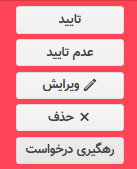 تایید
عدم تایید
ویرایش
حذف
رهگیری درخواست